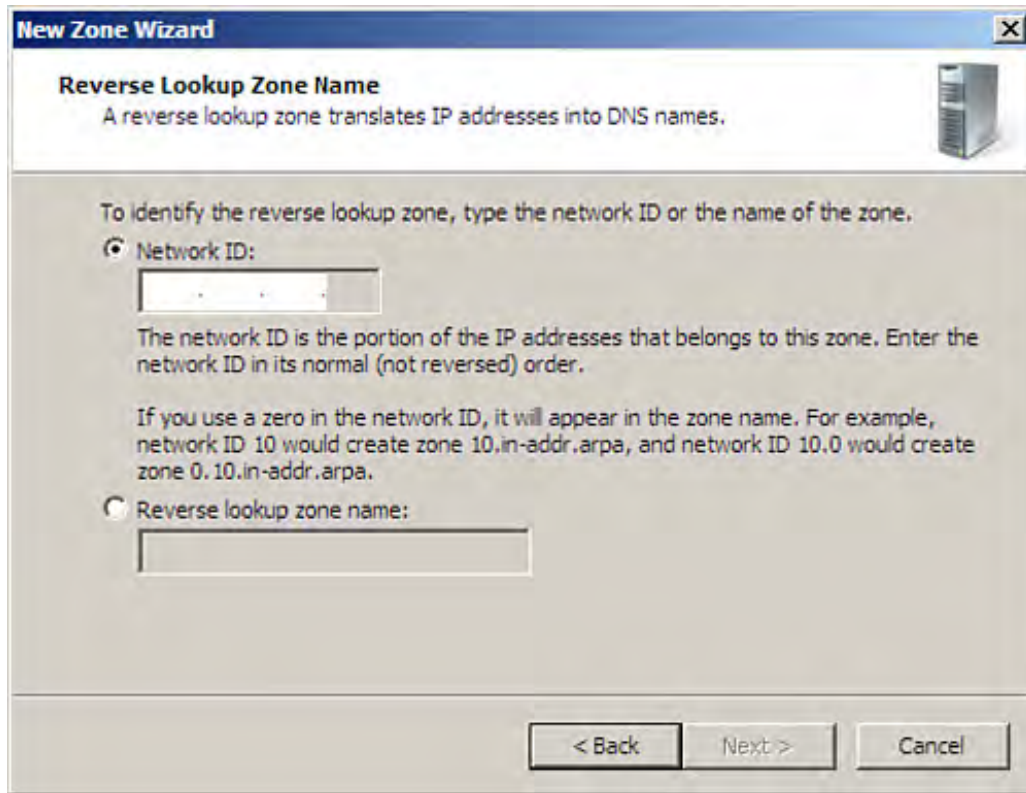 New Zone Wizard
Reverse Lookup Zone Name
A reverse lookup zone translates IP addresses into DNS names.
To identify the reverse lookup zone, type the network ID or the name of the zone.
Network ID:
. . .
The network ID is the portion of the IP addresses that belongs to this zone. Enter the
network ID in its normal (not reversed) order.
If you use a zero in the network ID, it will appear in the zone name. For example,
network ID 10 would create zone 10.in-addr.arpa, and network ID 10.0 would create
zone 0.10.in-addr.arpa.
Reverse lookup zone name:
< Back Next > Cancel